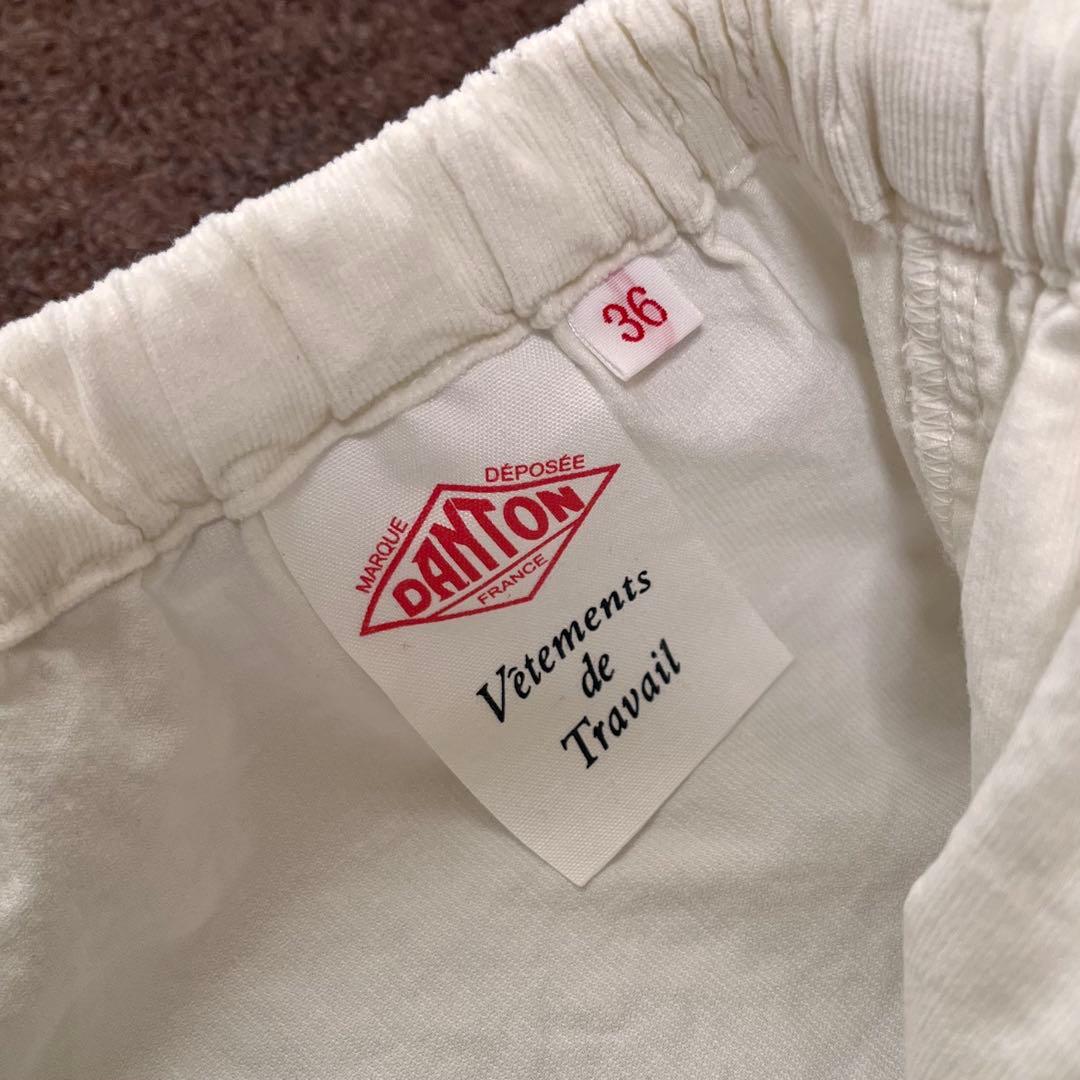 36
DÉPOSÉE
MARQUE
DANTON
FRANCE
Vêtements
de
Travail